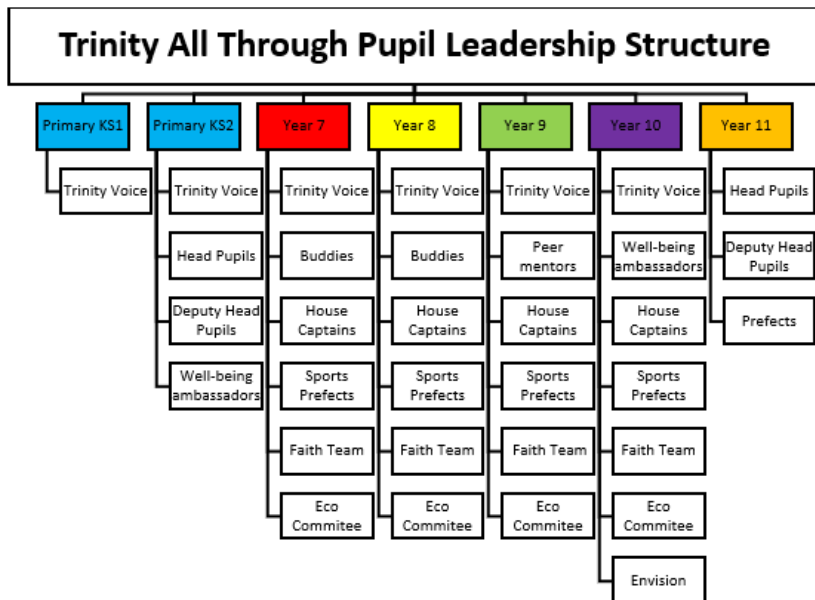 Trinity All Through Pupil Leadership Structure
Primary KS1
Primary KS2
Year 7
Year 8
Year 9
Year 10
Year 11
Trinity Voice
Trinity Voice
Trinity Voice
Trinity Voice
Trinity Voice
Trinity Voice
Head Pupils
Head Pupils
Buddies
Buddies
Peer
mentors
Well-being
ambassadors
Deputy Head
Pupils
Deputy Head
Pupils
House
Captains
House
Captains
House
Captains
House
Captains
Prefects
Well-being
ambassadors
Sports
Prefects
Sports
Prefects
Sports
Prefects
Sports
Prefects
Faith Team
Faith Team
Faith Team
Faith Team
Eco
Commitee
Eco
Commitee
Eco
Commitee
Eco
Commitee
Envision